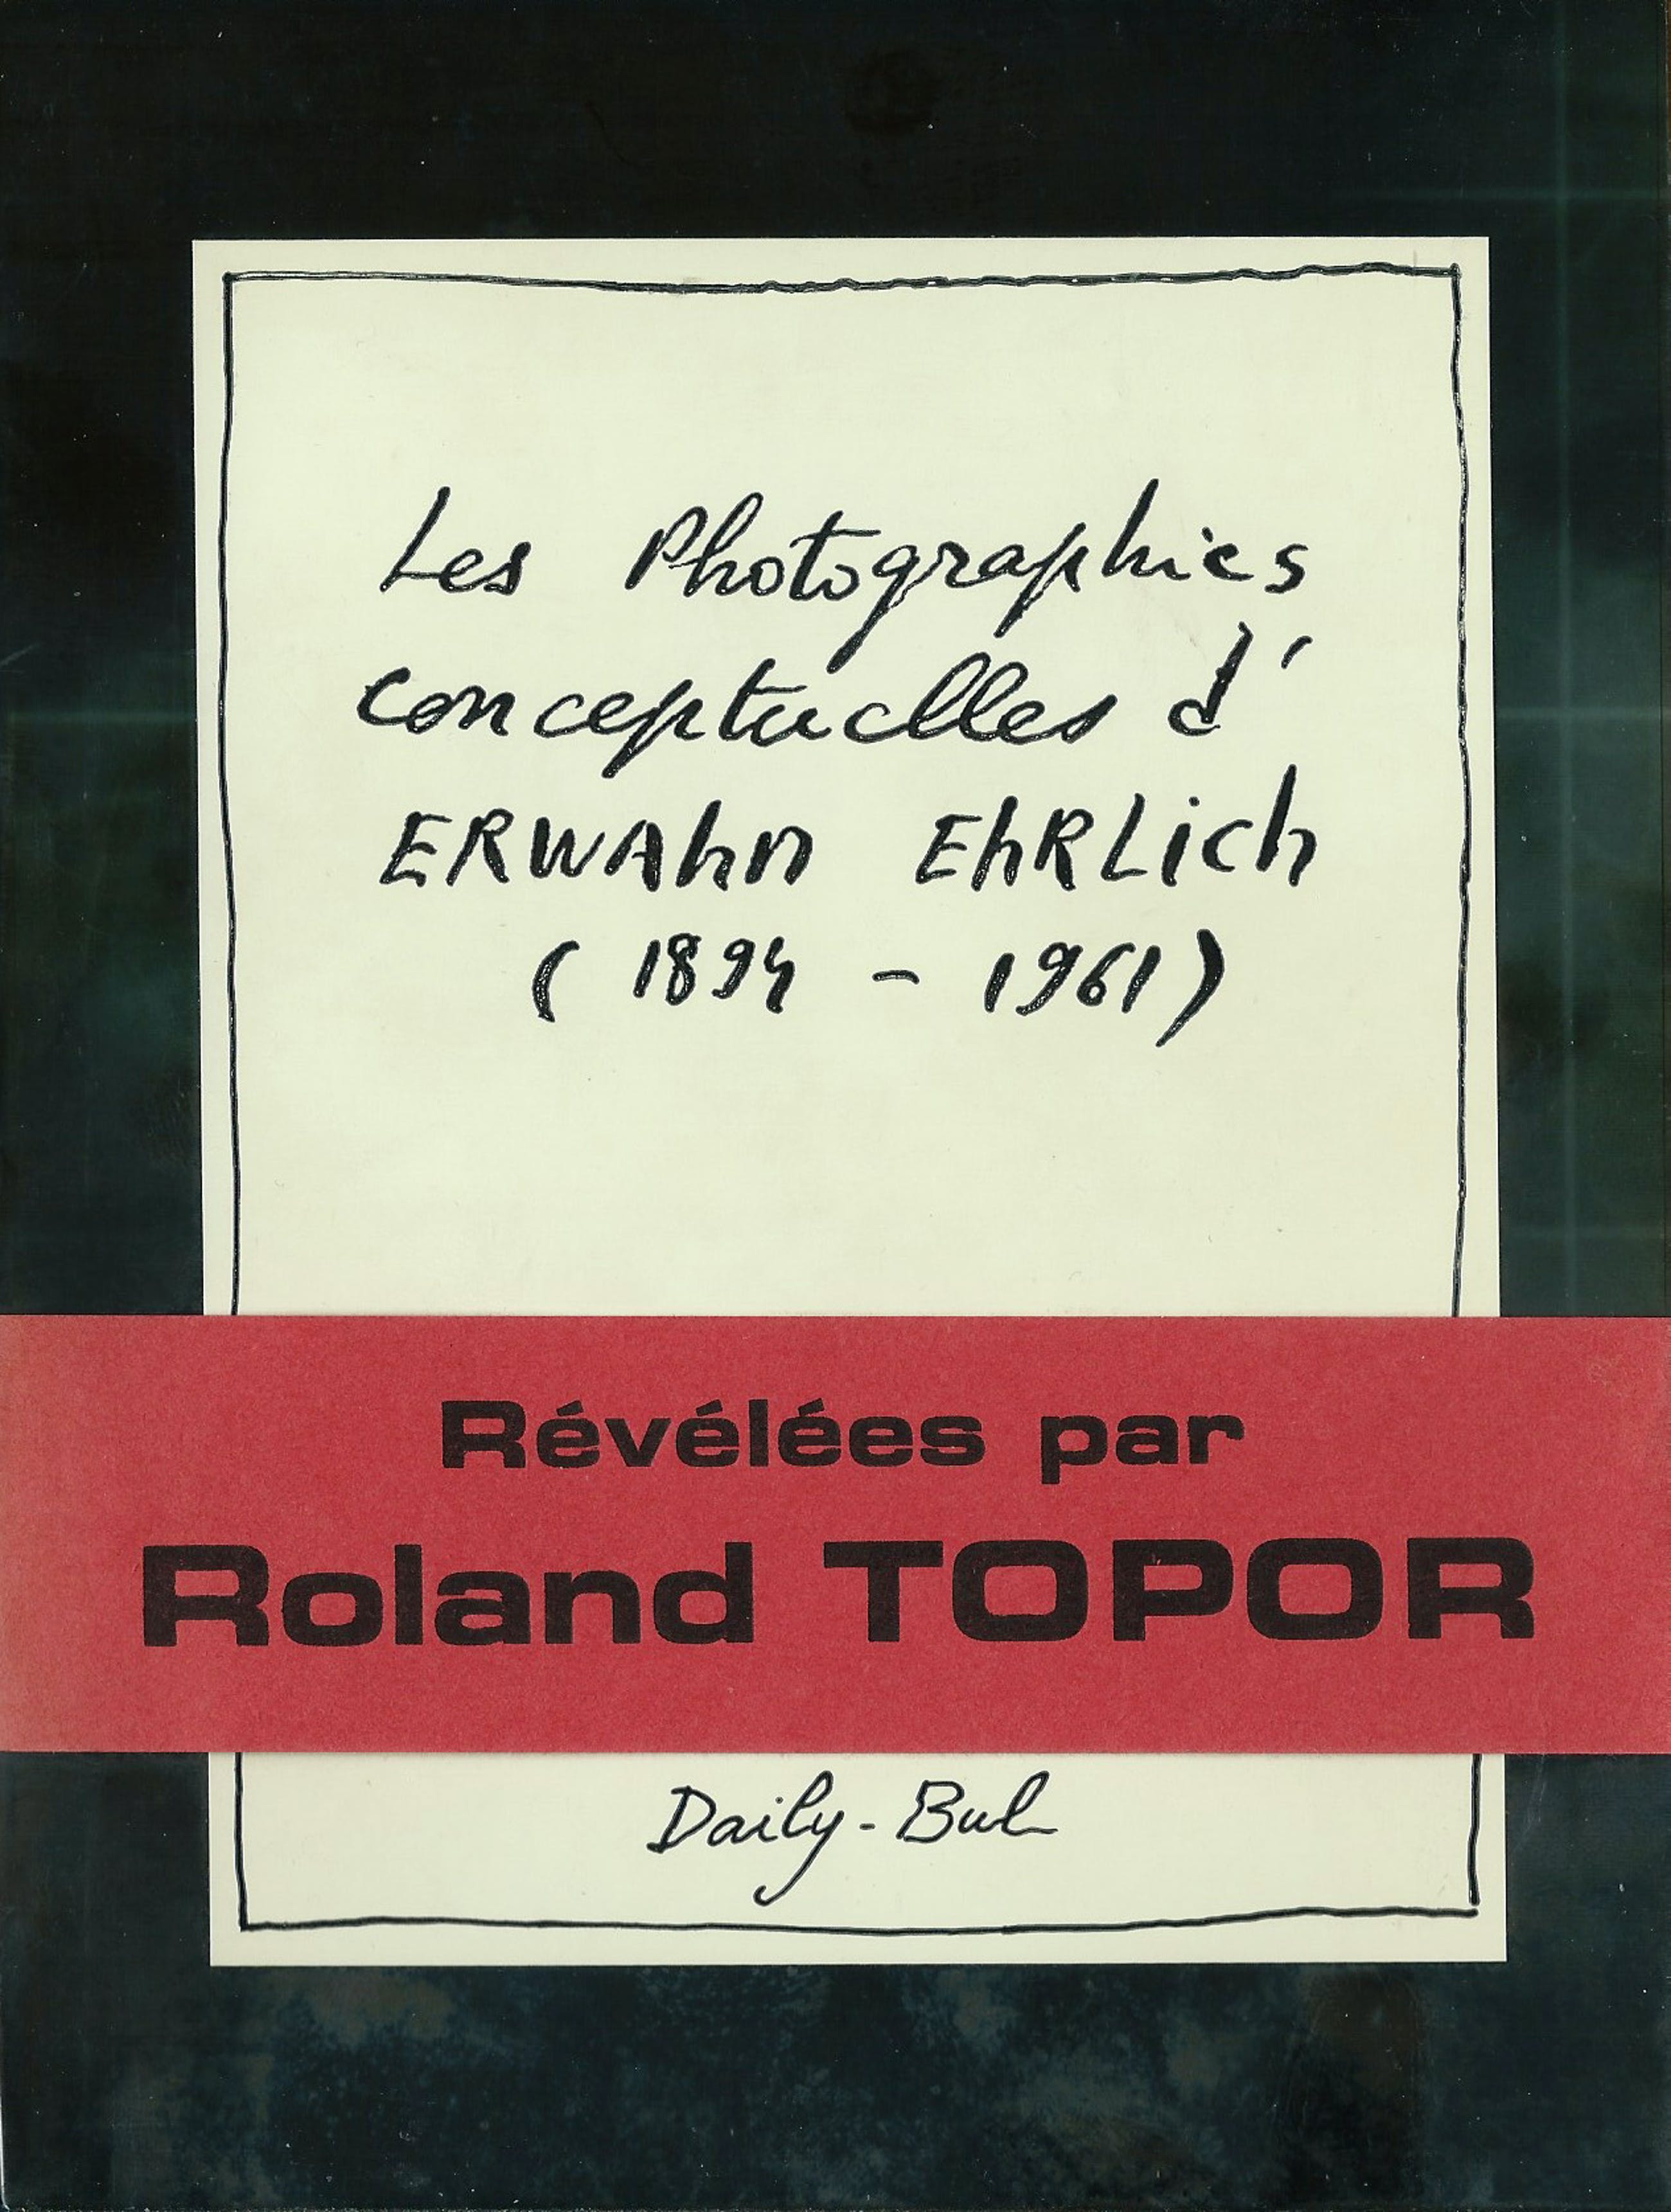 Les Photographies
conceptuelles d'
ERWAhn EhRLich
( 1894 - 1961)
Révélées par
Roland TOPOR
Daily-Bul